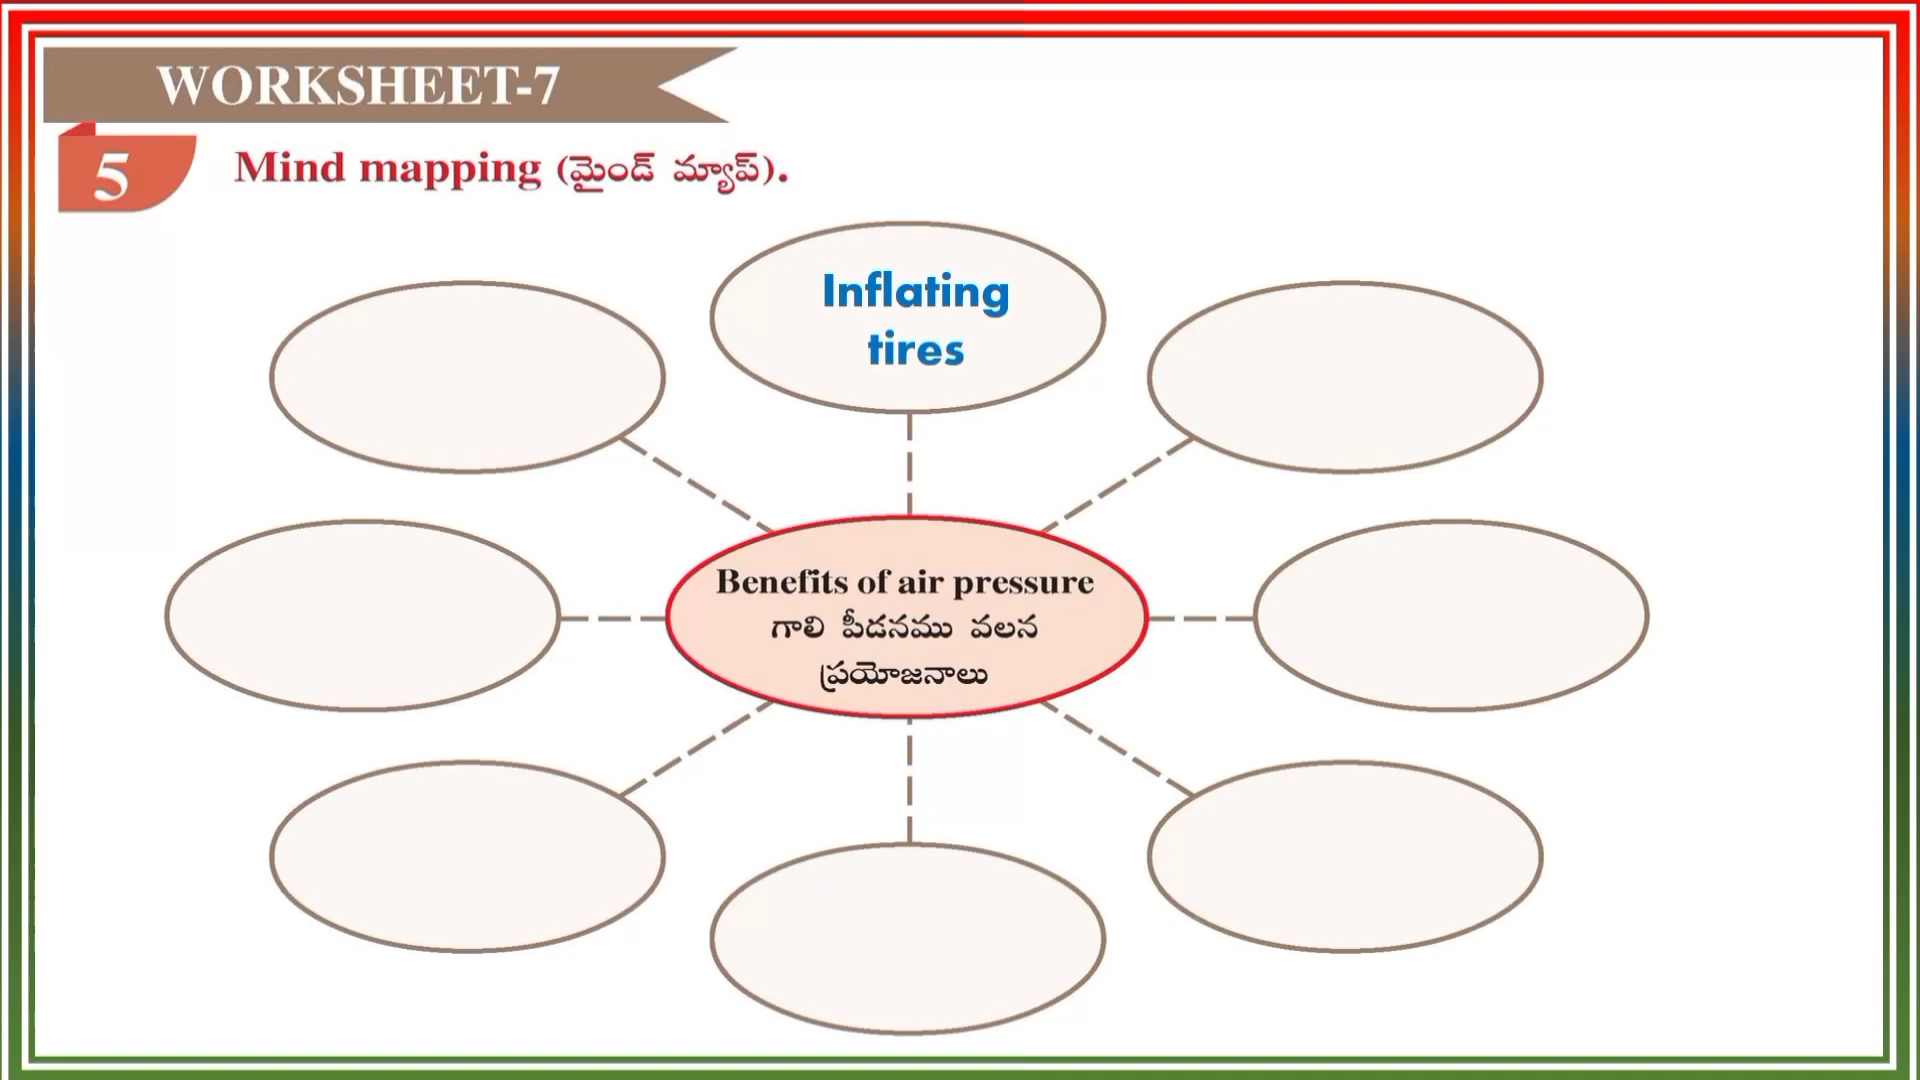 WORKSHEET-7
5
Mind mapping (మైండ్ మ్యాప్).
Inflating
tires
Benefits of air pressure
గాలి పీడనము వలన
ప్రయోజనాలు